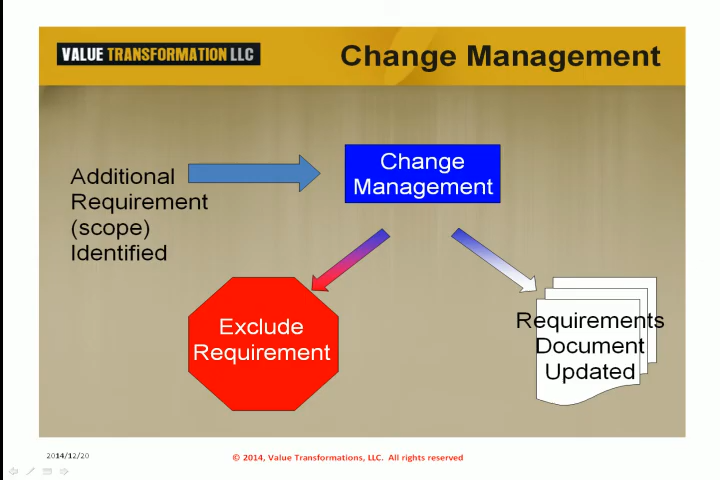 VALUE TRANSFORMATION LLC
Change Management
Additional
Requirement
(scope)
Identified
Change
Management
Exclude
Requirement
Requirements
Document
Updated
2014/12/20
© 2014, Value Transformations, LLC. All rights reserved